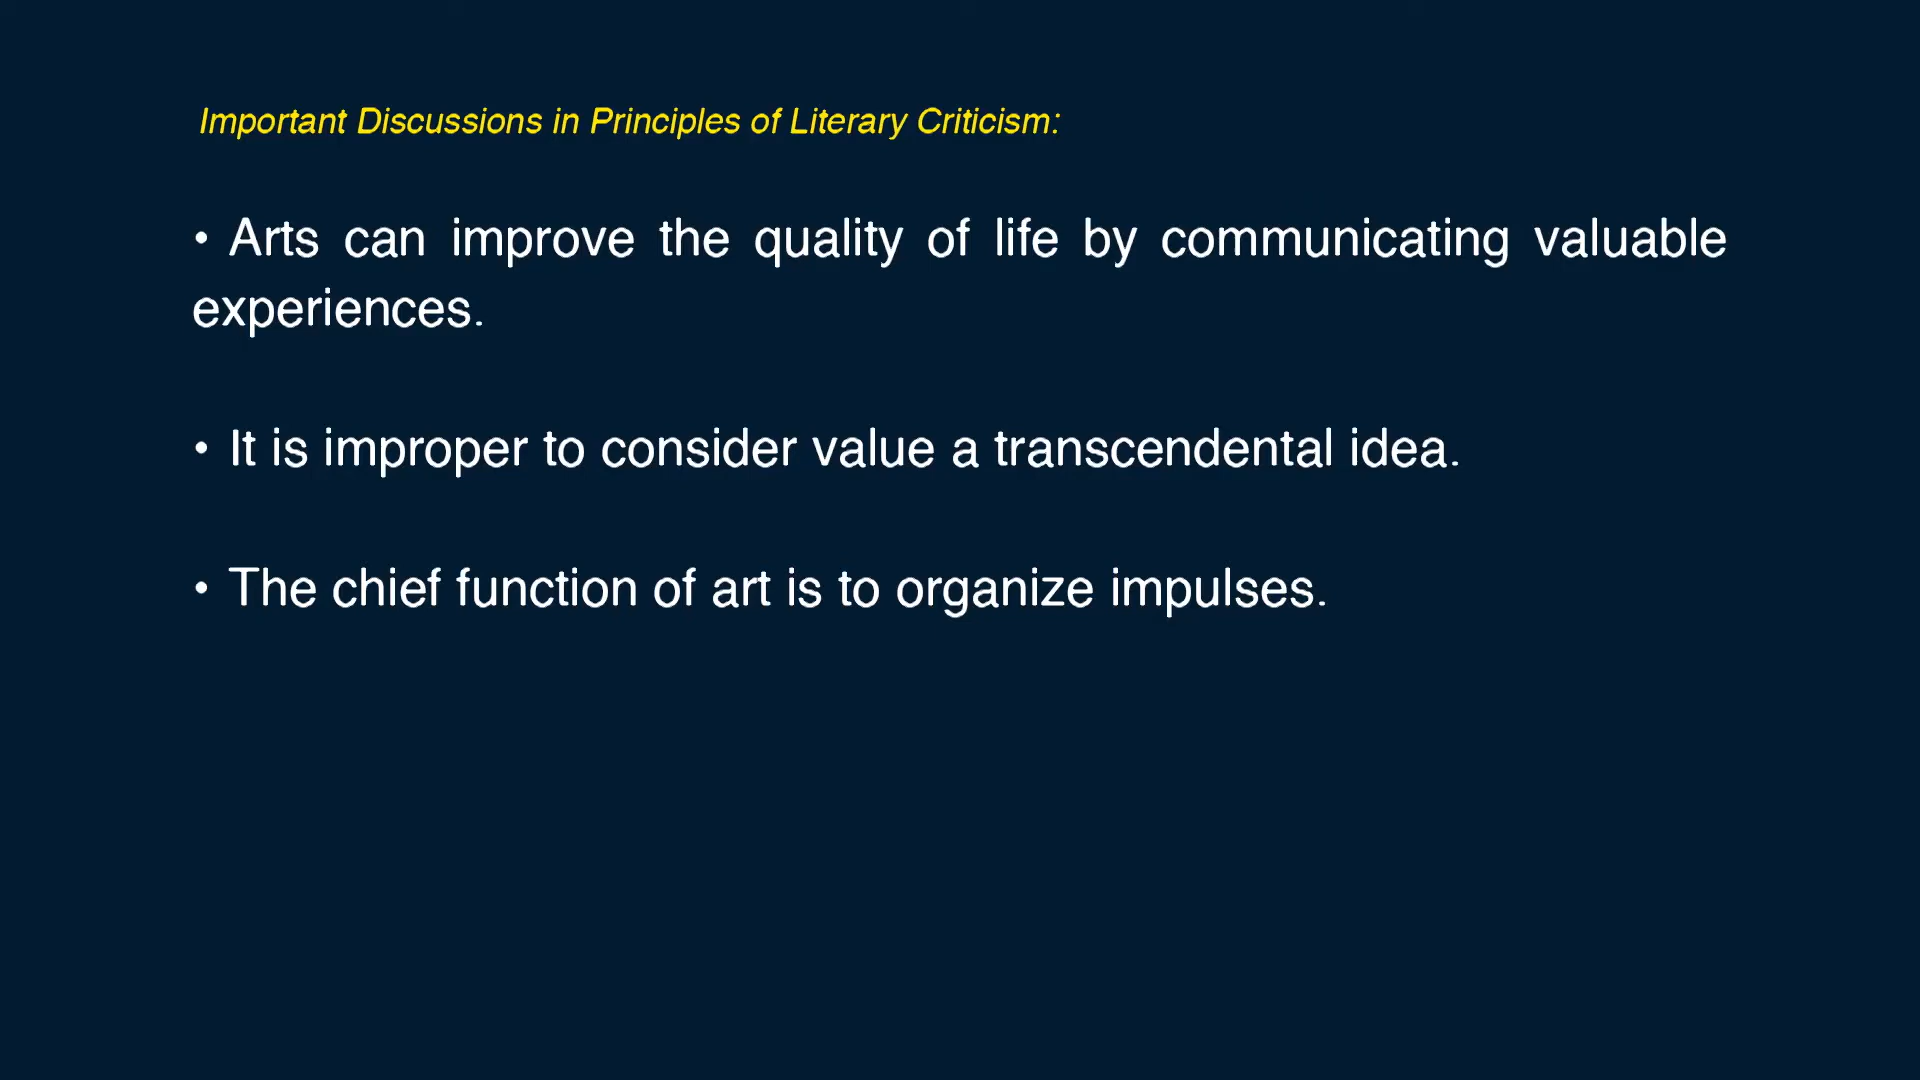 Important Discussions in Principles of Literary Criticism:
• Arts can improve the quality of life by communicating valuable
experiences.
• It is improper to consider value a transcendental idea.
• The chief function of art is to organize impulses.